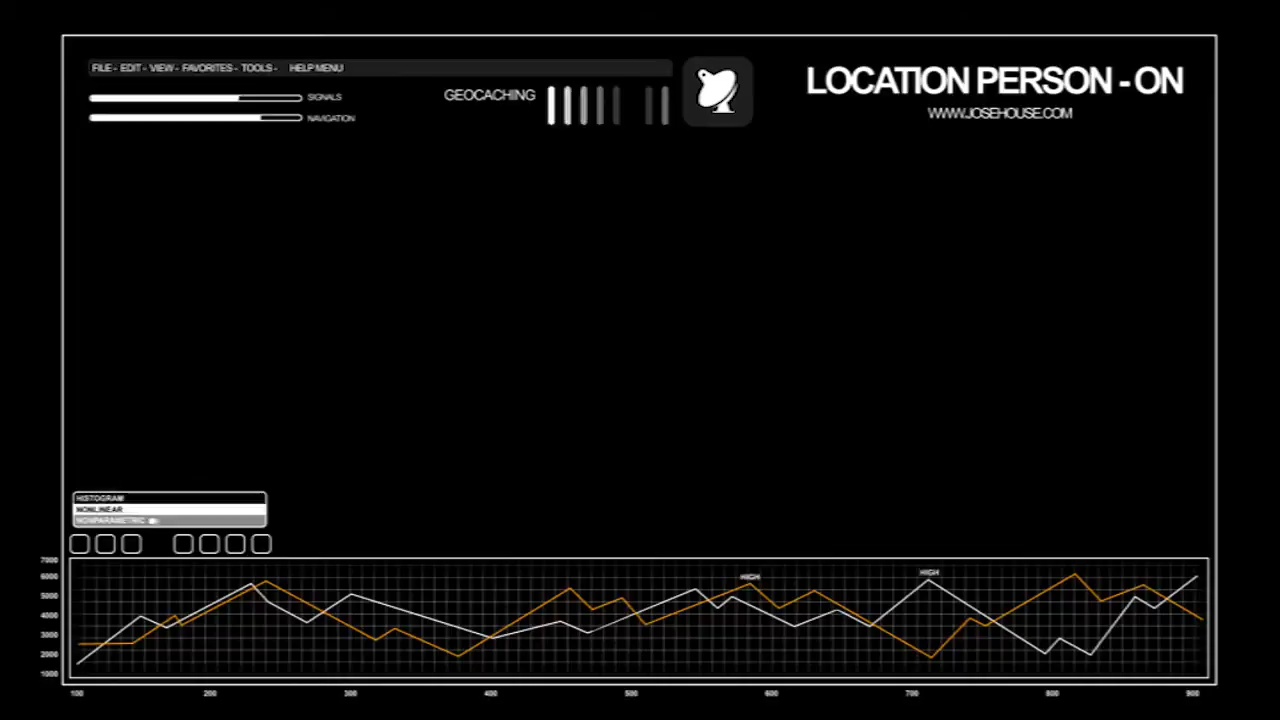 FILE - EDIT - VIEW - FAVORITES - TOOLS - HELP MENU
SIGNALS
NAVIGATION
GEOCACHING
LOCATION PERSON - ON
WWW.JOSEHOUSE.COM
HISTOGRAM
NONLINEAR
NONPARAMETRIC
HIGH
HIGH
7000
6000
5000
4000
3000
2000
1000
100 200 300 400 500 600 700 800 900